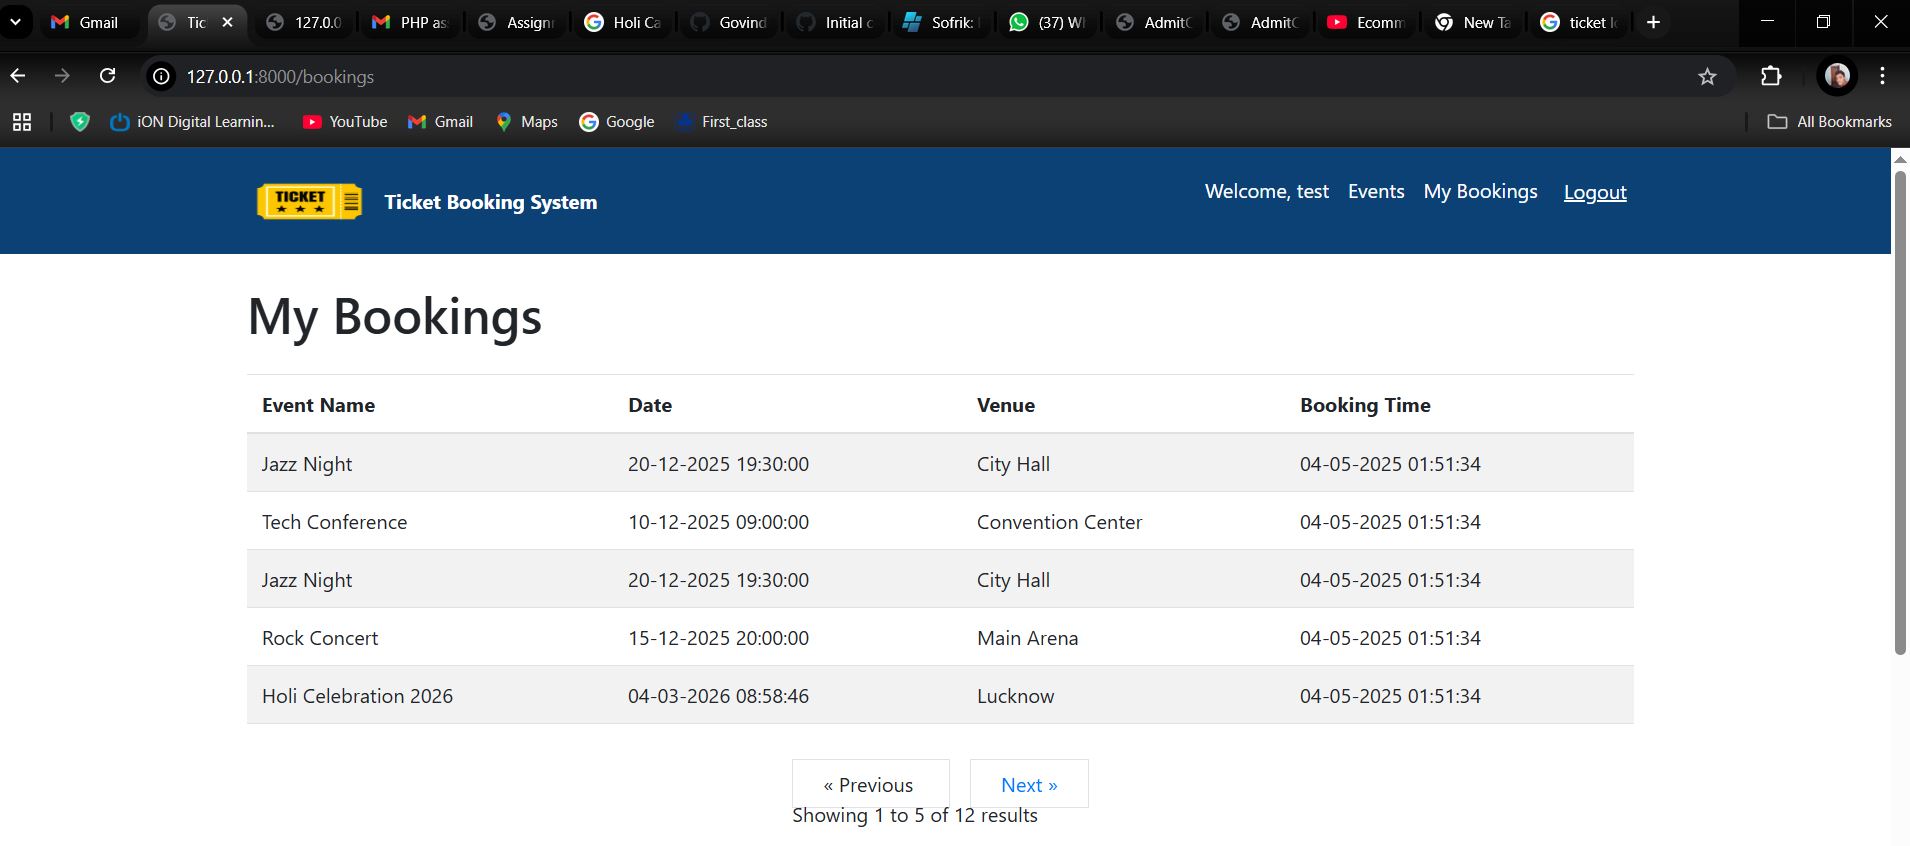 Gmail Tic 127.0.0 PHP as Assignr Holi Ca Govind Initial c Sofrik: (37) Wh AdmitC AdmitC Ecomm New Ta ticket lo
127.0.0.1:8000/bookings
iON Digital Learnin... YouTube Gmail Maps Google First_class All Bookmarks
TICKET
Ticket Booking System
Welcome, test Events My Bookings Logout
My Bookings
Event Name Date Venue Booking Time
Jazz Night 20-12-2025 19:30:00 City Hall 04-05-2025 01:51:34
Tech Conference 10-12-2025 09:00:00 Convention Center 04-05-2025 01:51:34
Jazz Night 20-12-2025 19:30:00 City Hall 04-05-2025 01:51:34
Rock Concert 15-12-2025 20:00:00 Main Arena 04-05-2025 01:51:34
Holi Celebration 2026 04-03-2026 08:58:46 Lucknow 04-05-2025 01:51:34
« Previous Next »
Showing 1 to 5 of 12 results